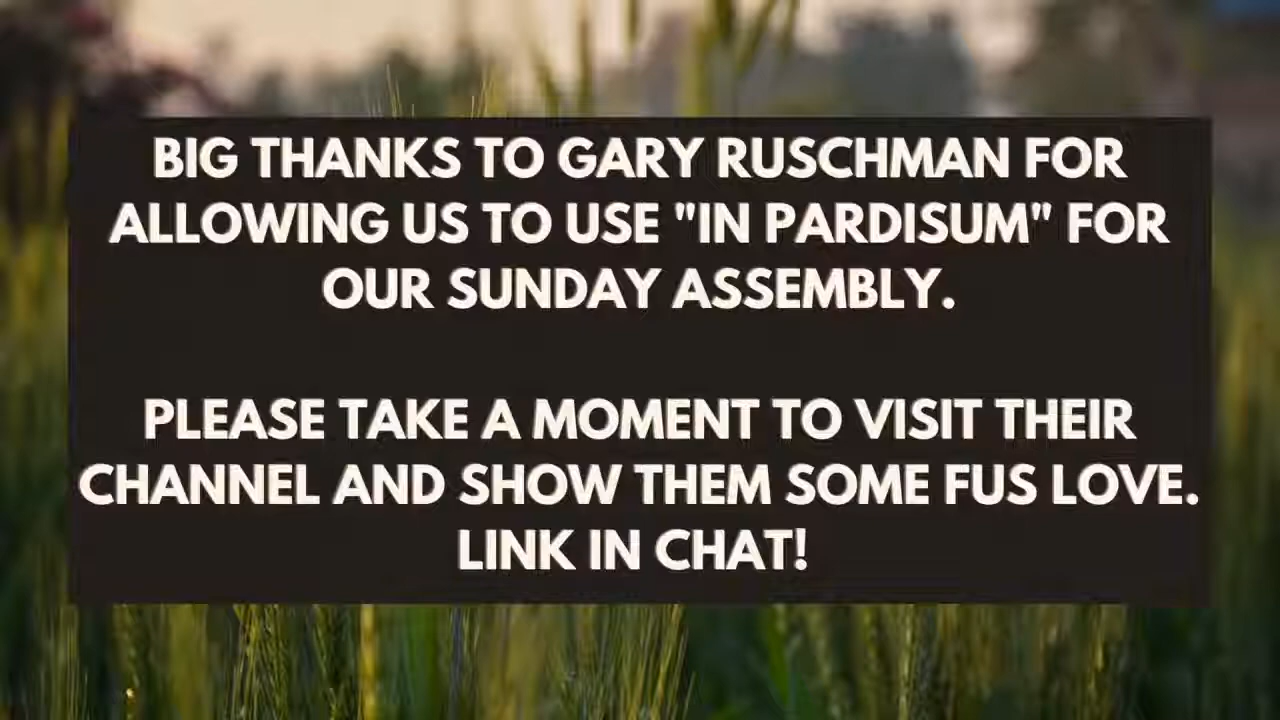 BIG THANKS TO GARY RUSCHMAN FOR
ALLOWING US TO USE "IN PARDISUM" FOR
OUR SUNDAY ASSEMBLY.
PLEASE TAKE A MOMENT TO VISIT THEIR
CHANNEL AND SHOW THEM SOME FUS LOVE.
LINK IN CHAT!